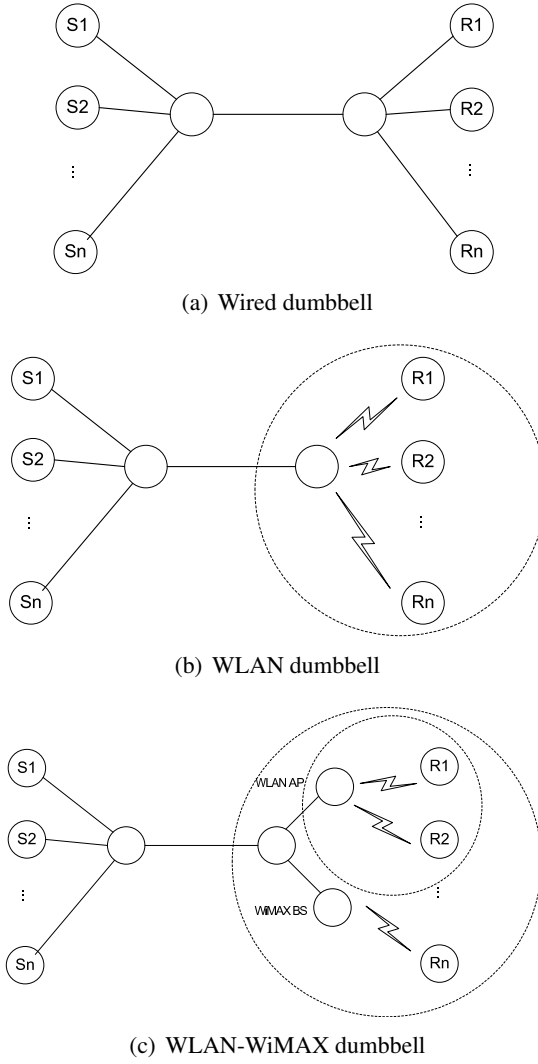 S1
R1
S2
R2
⋮
⋮
Sn
Rn
(a) Wired dumbbell
S1
R1
S2
R2
⋮
⋮
Sn
Rn
(b) WLAN dumbbell
S1
R1
WLAN AP
S2
R2
⋮
⋮
WiMAX BS
Sn
Rn
(c) WLAN-WiMAX dumbbell